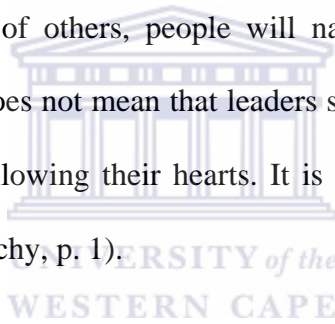 of others, people will na
oes not mean that leaders s
llowing their hearts. It is
chy, p. 1).
UNIVERSITY of the
WESTERN CAPE